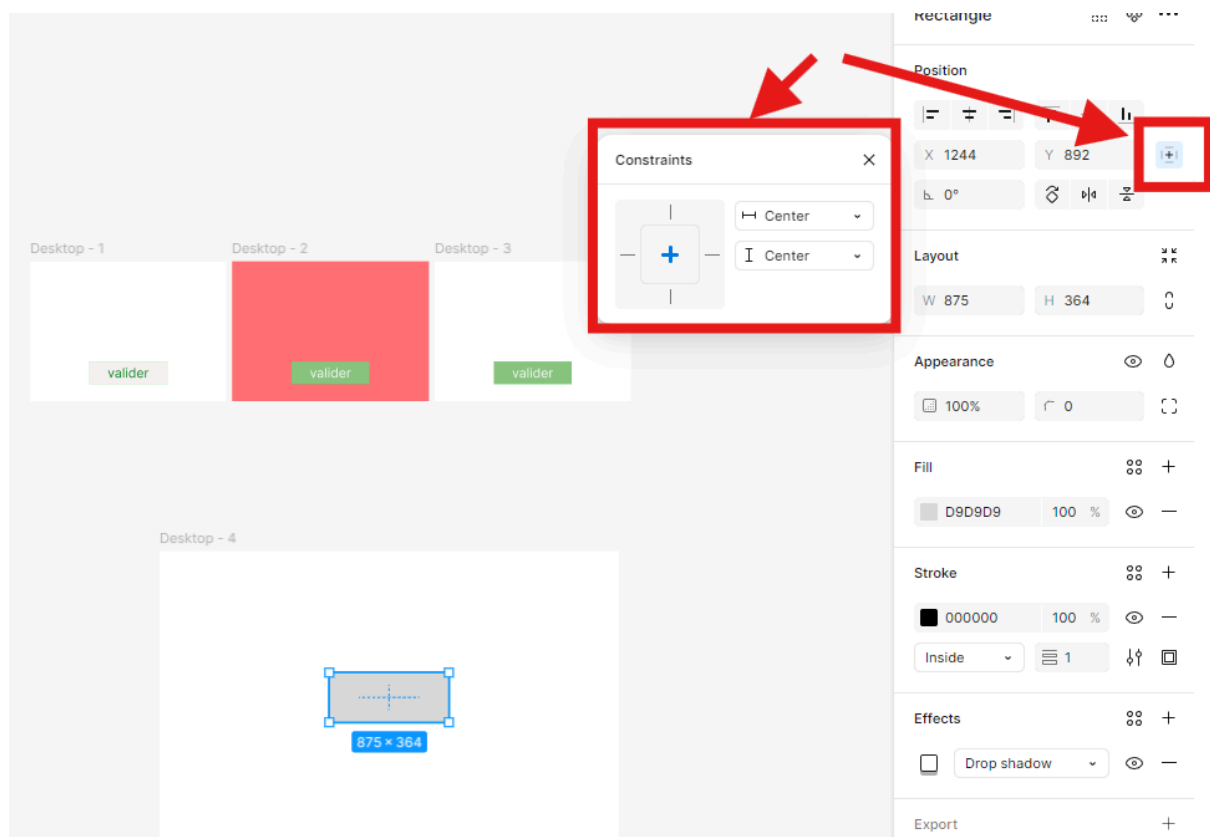 Rectangle
Position
Constraints
X 1244
Y 892
0°
Center
Center
Desktop - 1
Desktop - 2
Desktop - 3
Layout
W 875
H 364
valider
valider
valider
Appearance
100%
0
Fill
D9D9D9 100 %
Desktop - 4
Stroke
000000 100 %
Inside
1
875 × 364
Effects
Drop shadow
Export